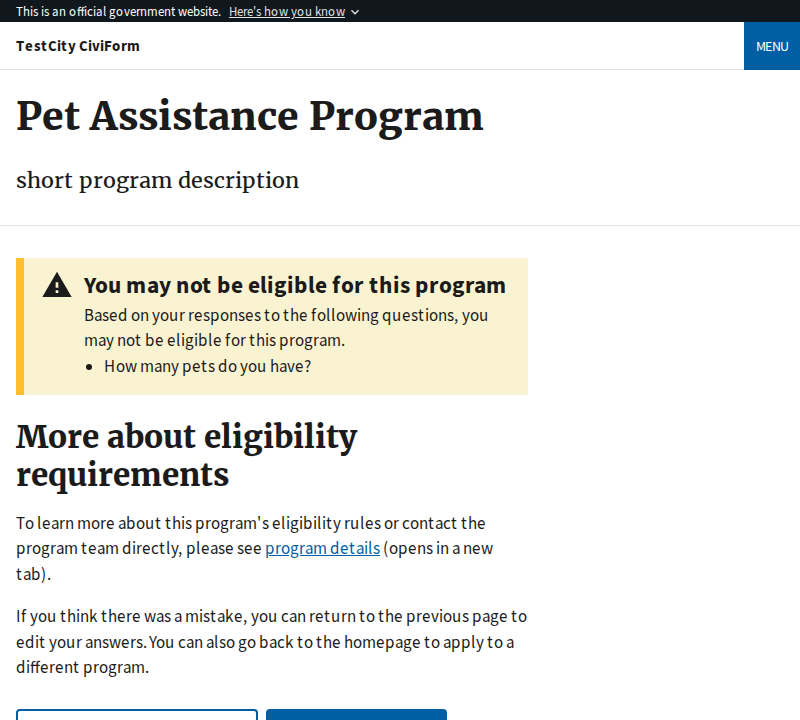 This is an official government website. Here's how you know
TestCity CiviForm
MENU
Pet Assistance Program
short program description
You may not be eligible for this program
Based on your responses to the following questions, you
may not be eligible for this program.
• How many pets do you have?
More about eligibility
requirements
To learn more about this program's eligibility rules or contact the
program team directly, please see program details (opens in a new
tab).
If you think there was a mistake, you can return to the previous page to
edit your answers. You can also go back to the homepage to apply to a
different program.